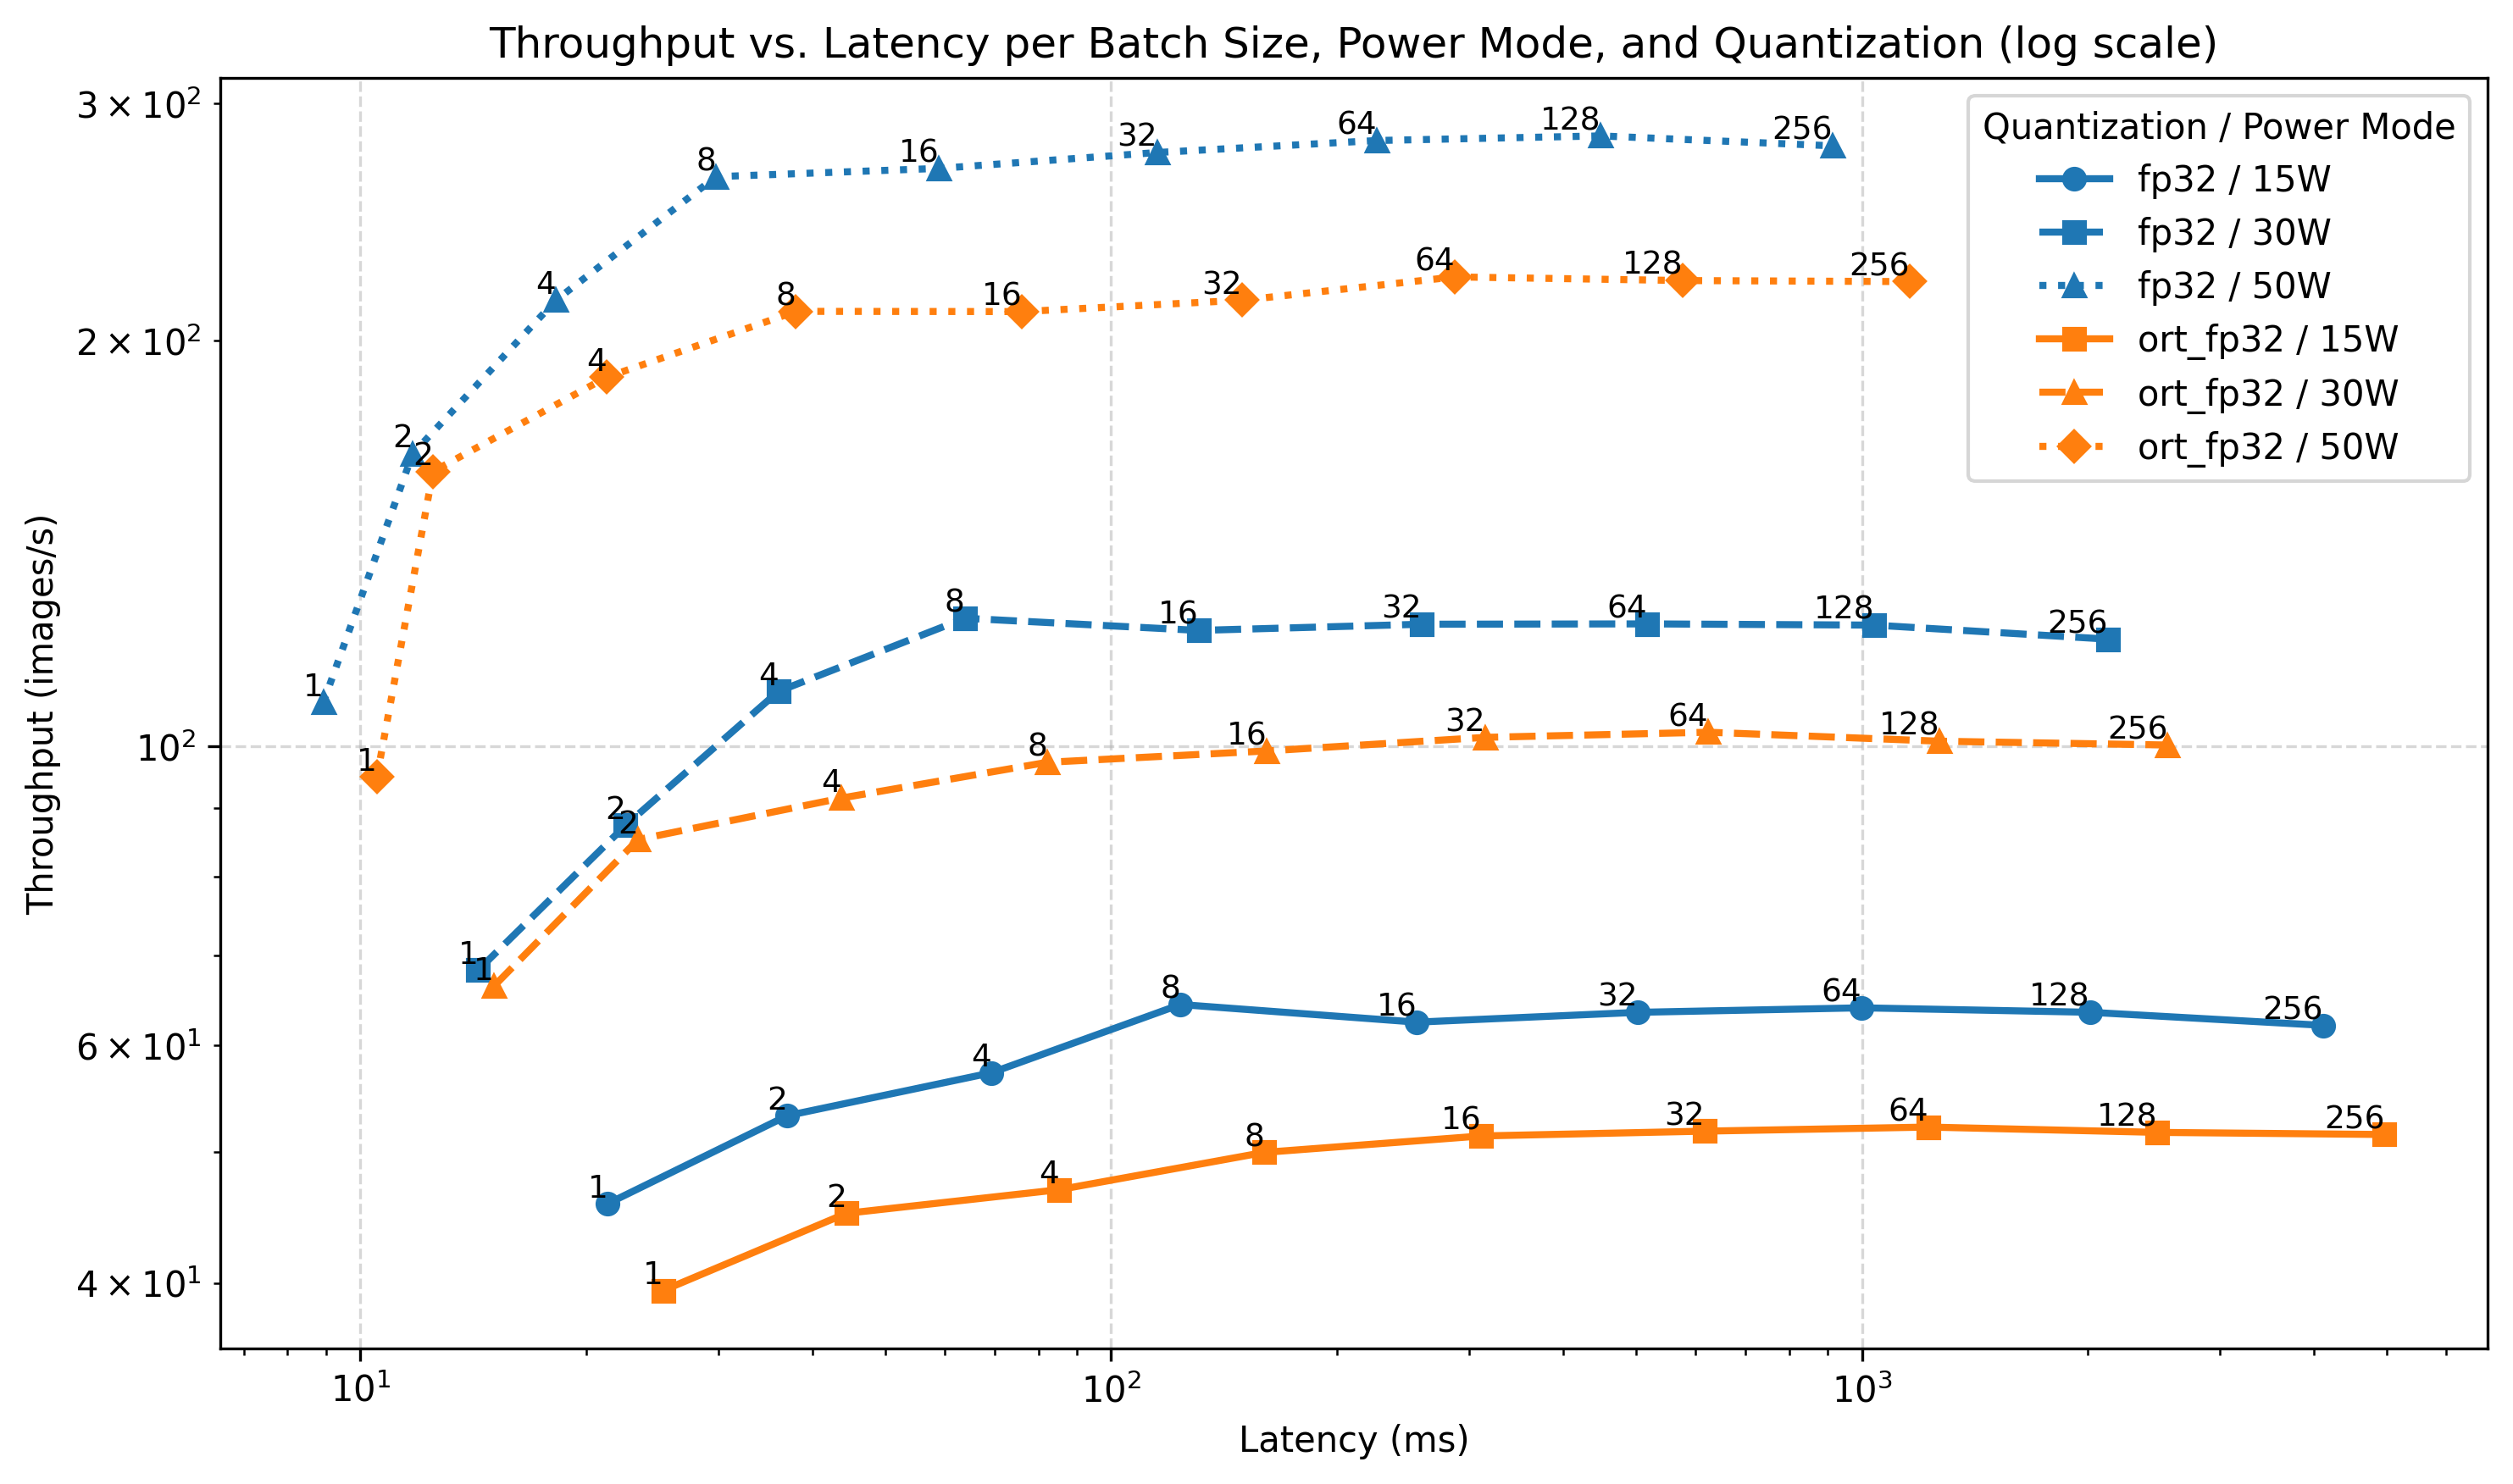 Throughput vs. Latency per Batch Size, Power Mode, and Quantization (log scale)
Throughput (images/s)
3 × 10²
2 × 10²
10²
6 × 10¹
4 × 10¹
Quantization / Power Mode
fp32 / 15W
fp32 / 30W
fp32 / 50W
ort_fp32 / 15W
ort_fp32 / 30W
ort_fp32 / 50W
1 2 4 8 16 32 64 128 256
1 2 4 8 16 32 64 128 256
1 2 4 8 16 32 64 128 256
1 2 4 8 16 32 64 128 256
1 2 4 8 16 32 64 128 256
1 2 4 8 16 32 64 128 256
10¹ 10² 10³
Latency (ms)